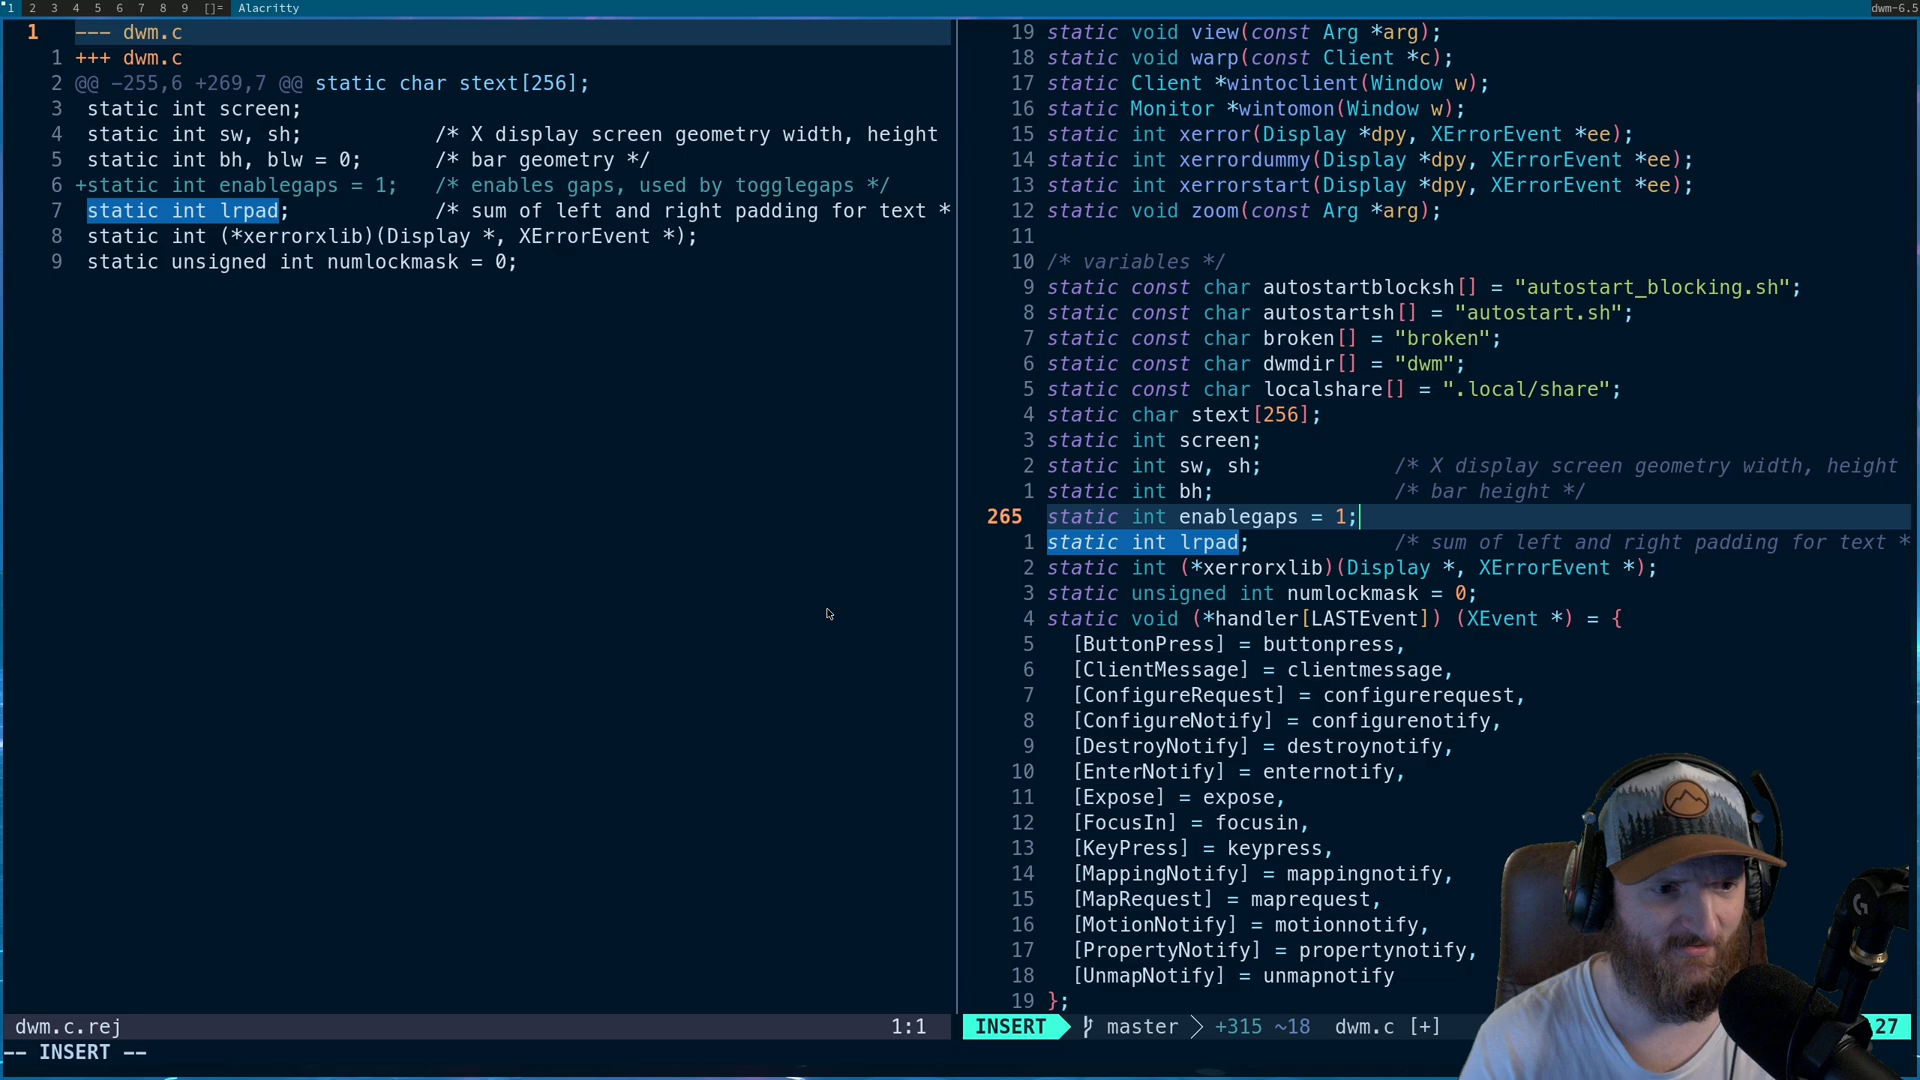 1 2 3 4 5 6 7 8 9 []= Alacritty dwm-6.5
1 --- dwm.c
1 +++ dwm.c
2 @@ -255,6 +269,7 @@ static char stext[256];
3 static int screen;
4 static int sw, sh; /* X display screen geometry width, height
5 static int bh, blw = 0; /* bar geometry */
6 +static int enablegaps = 1; /* enables gaps, used by togglegaps */
7 static int lrpad; /* sum of left and right padding for text *
8 static int (*xerrorxlib)(Display *, XErrorEvent *);
9 static unsigned int numlockmask = 0;
dwm.c.rej 1:1
-- INSERT --
19 static void view(const Arg *arg);
18 static void warp(const Client *c);
17 static Client *wintoclient(Window w);
16 static Monitor *wintomon(Window w);
15 static int xerror(Display *dpy, XErrorEvent *ee);
14 static int xerrordummy(Display *dpy, XErrorEvent *ee);
13 static int xerrorstart(Display *dpy, XErrorEvent *ee);
12 static void zoom(const Arg *arg);
11
10 /* variables */
9 static const char autostartblocksh[] = "autostart_blocking.sh";
8 static const char autostartsh[] = "autostart.sh";
7 static const char broken[] = "broken";
6 static const char dwmdir[] = "dwm";
5 static const char localshare[] = ".local/share";
4 static char stext[256];
3 static int screen;
2 static int sw, sh; /* X display screen geometry width, height
1 static int bh; /* bar height */
265 static int enablegaps = 1;
1 static int lrpad; /* sum of left and right padding for text *
2 static int (*xerrorxlib)(Display *, XErrorEvent *);
3 static unsigned int numlockmask = 0;
4 static void (*handler[LASTEvent]) (XEvent *) = {
5 [ButtonPress] = buttonpress,
6 [ClientMessage] = clientmessage,
7 [ConfigureRequest] = configurerequest,
8 [ConfigureNotify] = configurenotify,
9 [DestroyNotify] = destroynotify,
10 [EnterNotify] = enternotify,
11 [Expose] = expose,
12 [FocusIn] = focusin,
13 [KeyPress] = keypress,
14 [MappingNotify] = mappingnotify,
15 [MapRequest] = maprequest,
16 [MotionNotify] = motionnotify,
17 [PropertyNotify] = propertynotify,
18 [UnmapNotify] = unmapnotify
19 };
INSERT master +315 ~18 dwm.c [+] 27